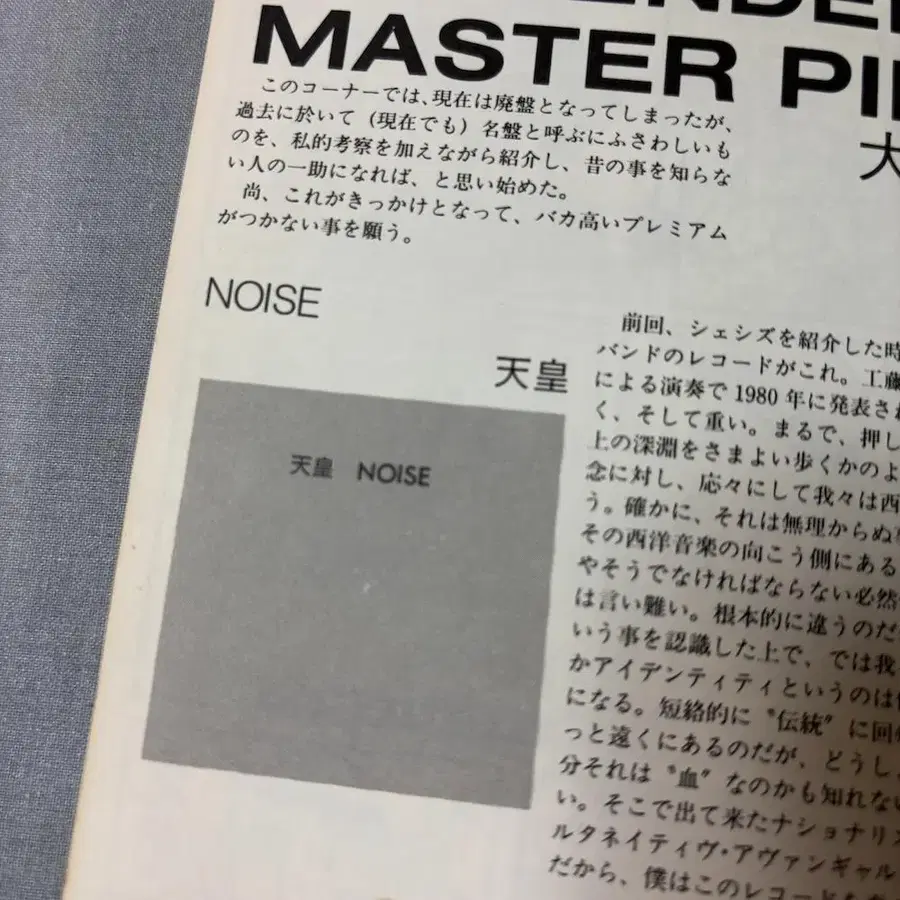 MASTER
このコーナーでは、現在は廃盤となってしまったが、
過去に於いて（現在でも）名盤と呼ぶにふさわしいも
のを、私的考察を加えながら紹介し、昔の事を知らな
い人の一助になれば、と思い始めた。
尚、これがきっかけとなって、バカ高いプレミアム
がつかない事を願う。
NOISE
天皇
天皇 NOISE
前回、シェシズを紹介した時
バンドのレコードがこれ。工藤
による演奏で1980年に発表され
く、そして重い。まるで、押し
上の深淵をさまよい歩くかのよ
念に対し、応々にして我々は西
う。確かに、それは無理からぬ
その西洋音楽の向こう側にある
やそうでなければならない必然
は言い難い。根本的に違うのだ
いう事を認識した上で、では我
かアイデンティティというのは
になる。短絡的に〝伝統〟に回
っと遠くにあるのだが、どうし
分それは〝血〟なのかも知れない
い。そこで出て来たナショナリ
ルタネイティヴ・アヴァンギャル
だから、僕はこのレコード